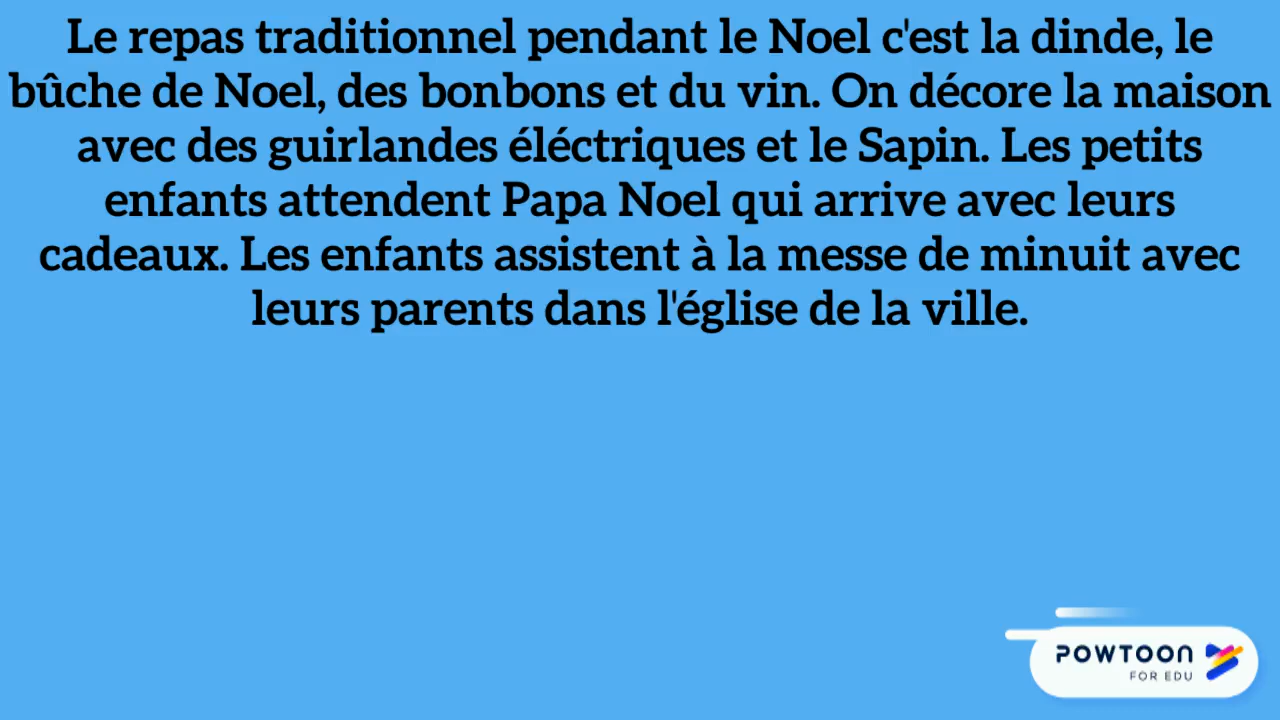 Le repas traditionnel pendant le Noel c'est la dinde, le
bûche de Noel, des bonbons et du vin. On décore la maison
avec des guirlandes éléctriques et le Sapin. Les petits
enfants attendent Papa Noel qui arrive avec leurs
cadeaux. Les enfants assistent à la messe de minuit avec
leurs parents dans l'église de la ville.
POWTOON
FOR EDU